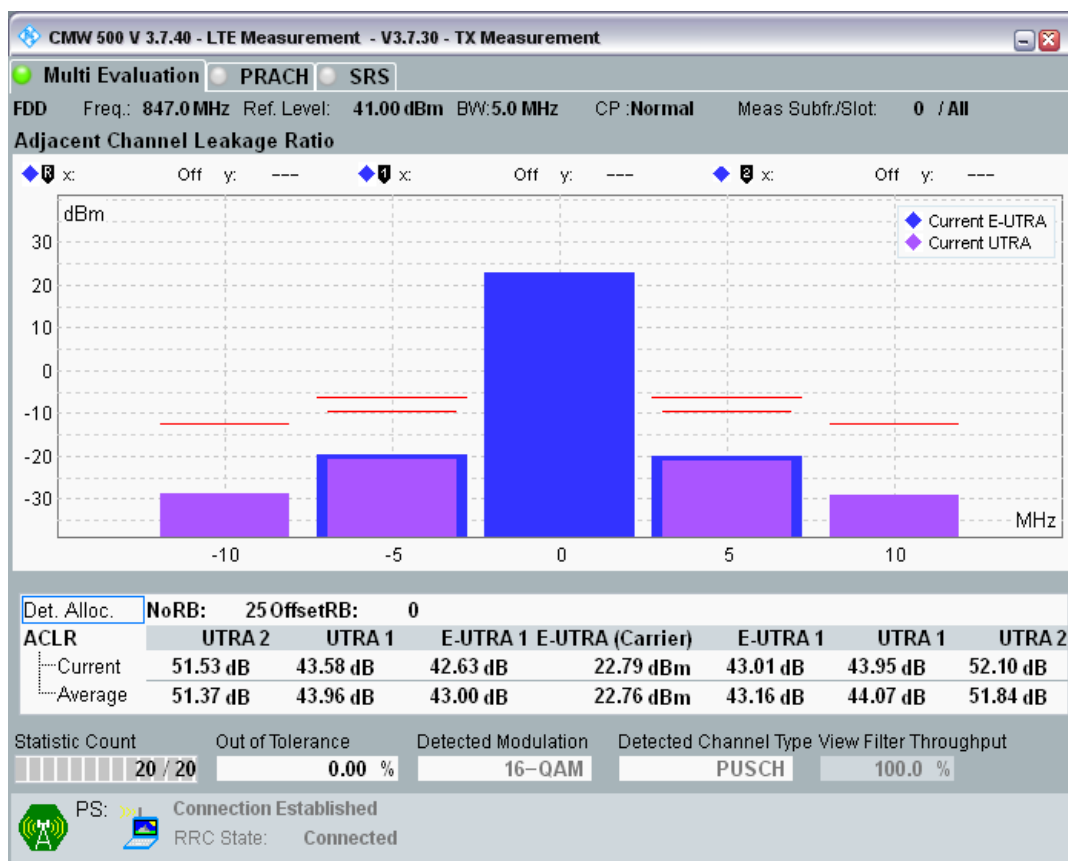 CMW 500 V 3.7.40 - LTE Measurement - V3.7.30 - TX Measurement
Multi Evaluation PRACH SRS
FDD Freq.: 847.0 MHz Ref. Level: 41.00 dBm BW:5.0 MHz CP :Normal Meas Subfr./Slot: 0 / All
Adjacent Channel Leakage Ratio
R x: Off y: --- 1 x: Off y: --- 2 x: Off y: ---
dBm
Current E-UTRA
Current UTRA
30
20
10
0
-10
-20
-30
MHz
-10 -5 0 5 10
Det. Alloc. NoRB: 25 OffsetRB: 0
ACLR UTRA 2 UTRA 1 E-UTRA 1 E-UTRA (Carrier) E-UTRA 1 UTRA 1 UTRA 2
Current 51.53 dB 43.58 dB 42.63 dB 22.79 dBm 43.01 dB 43.95 dB 52.10 dB
Average 51.37 dB 43.96 dB 43.00 dB 22.76 dBm 43.16 dB 44.07 dB 51.84 dB
Statistic Count Out of Tolerance Detected Modulation Detected Channel Type View Filter Throughput
20 / 20 0.00 % 16-QAM PUSCH 100.0 %
PS: Connection Established
RRC State: Connected